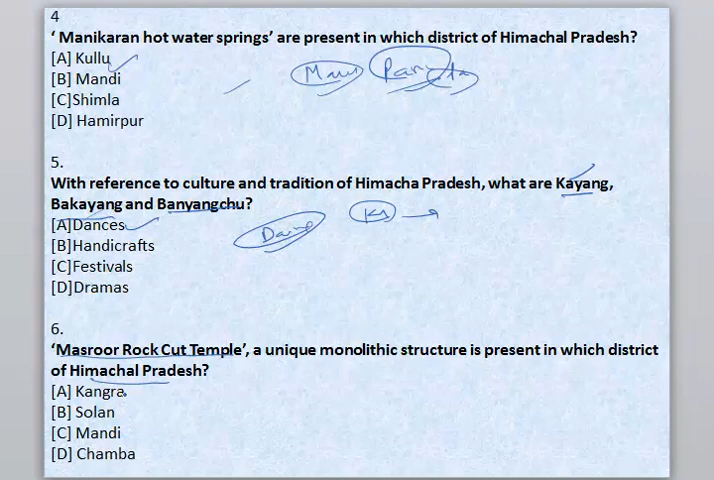 4
‘ Manikaran hot water springs’ are present in which district of Himachal Pradesh?
[A] Kullu
[B] Mandi
[C]Shimla
[D] Hamirpur
5.
With reference to culture and tradition of Himacha Pradesh, what are Kayang,
Bakayang and Banyangchu?
[A]Dances
[B]Handicrafts
[C]Festivals
[D]Dramas
6.
‘Masroor Rock Cut Temple’, a unique monolithic structure is present in which district
of Himachal Pradesh?
[A] Kangra
[B] Solan
[C] Mandi
[D] Chamba